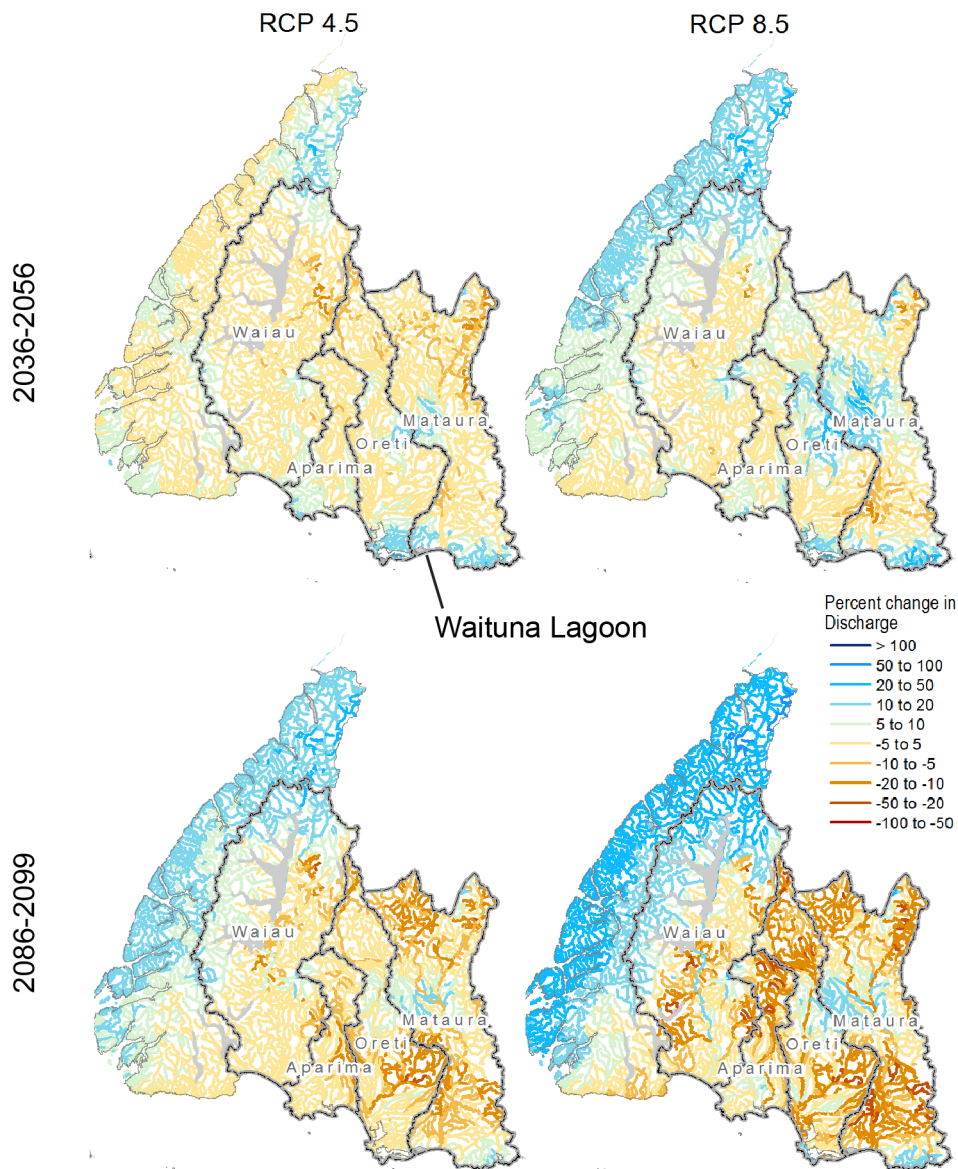 RCP 4.5
RCP 8.5
2036-2056
Waiau
Mataura
Oreti
Aparima
Waiau
Mataura
Oreti
Aparima
Waituna Lagoon
Percent change in
Discharge
> 100
50 to 100
20 to 50
10 to 20
5 to 10
-5 to 5
-10 to -5
-20 to -10
-50 to -20
-100 to -50
2086-2099
Waiau
Mataura
Oreti
Aparima
Waiau
Mataura
Oreti
Aparima